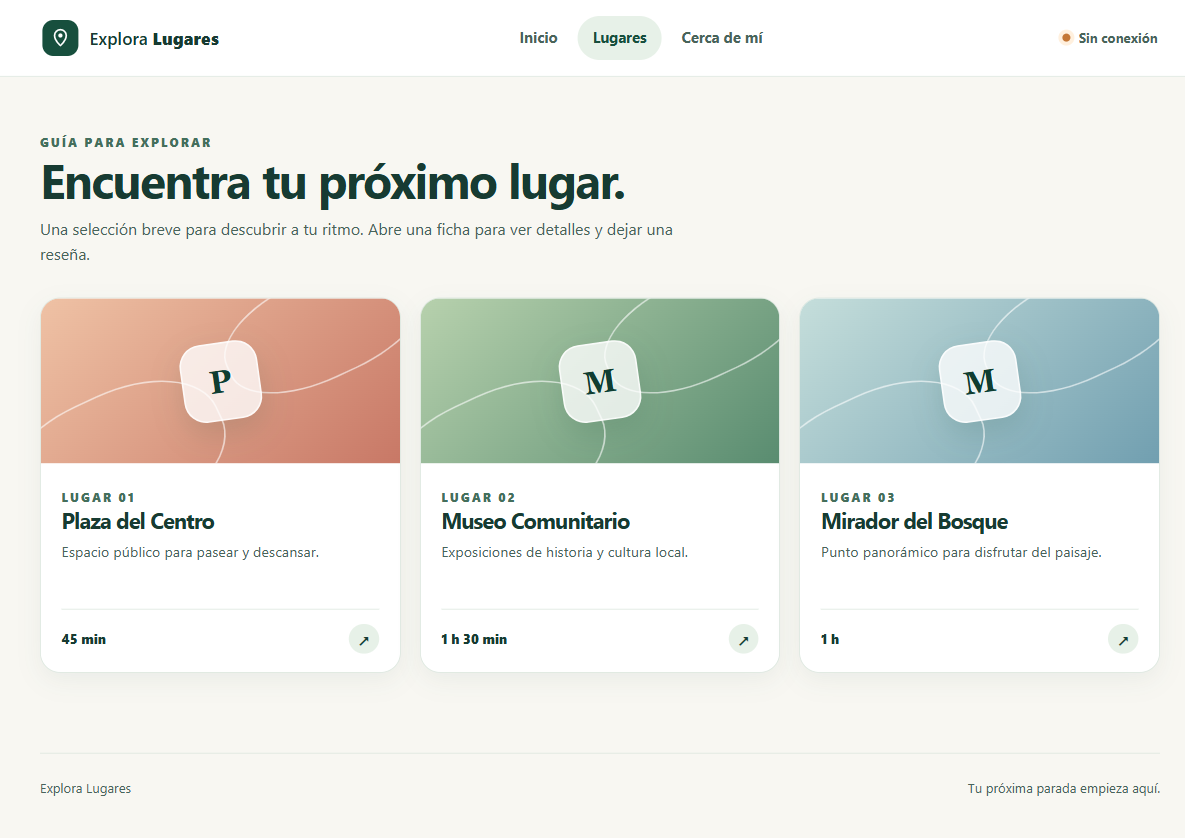 Explora Lugares
Inicio
Lugares
Cerca de mí
Sin conexión
GUÍA PARA EXPLORAR
Encuentra tu próximo lugar.
Una selección breve para descubrir a tu ritmo. Abre una ficha para ver detalles y dejar una
reseña.
P
LUGAR 01
Plaza del Centro
Espacio público para pasear y descansar.
45 min
↗
M
LUGAR 02
Museo Comunitario
Exposiciones de historia y cultura local.
1 h 30 min
↗
M
LUGAR 03
Mirador del Bosque
Punto panorámico para disfrutar del paisaje.
1 h
↗
Explora Lugares
Tu próxima parada empieza aquí.